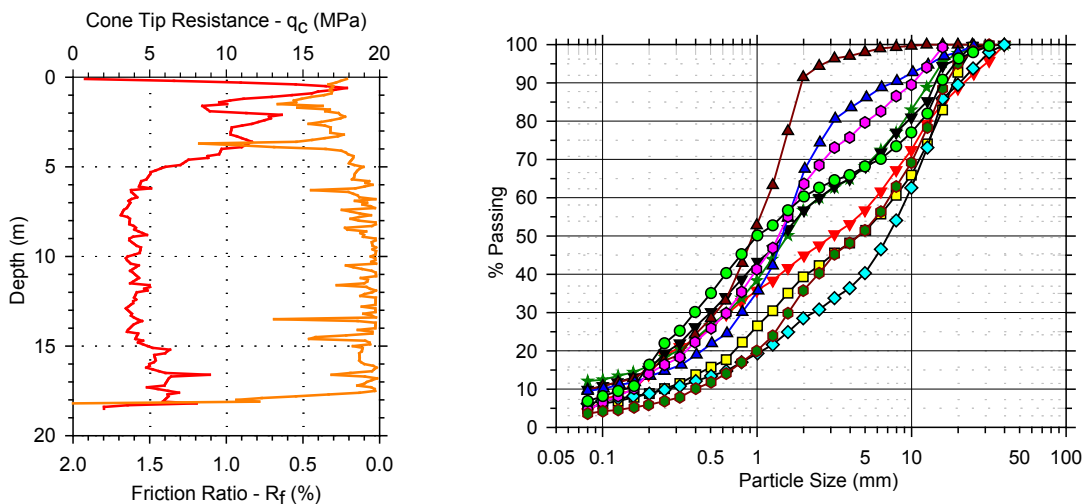 Cone Tip Resistance - qc (MPa)
0 5 10 15 20
Depth (m)
0
5
10
15
20
2.0 1.5 1.0 0.5 0.0
Friction Ratio - Rf (%)
% Passing
100
90
80
70
60
50
40
30
20
10
0
0.05 0.1 0.5 1 5 10 50 100
Particle Size (mm)